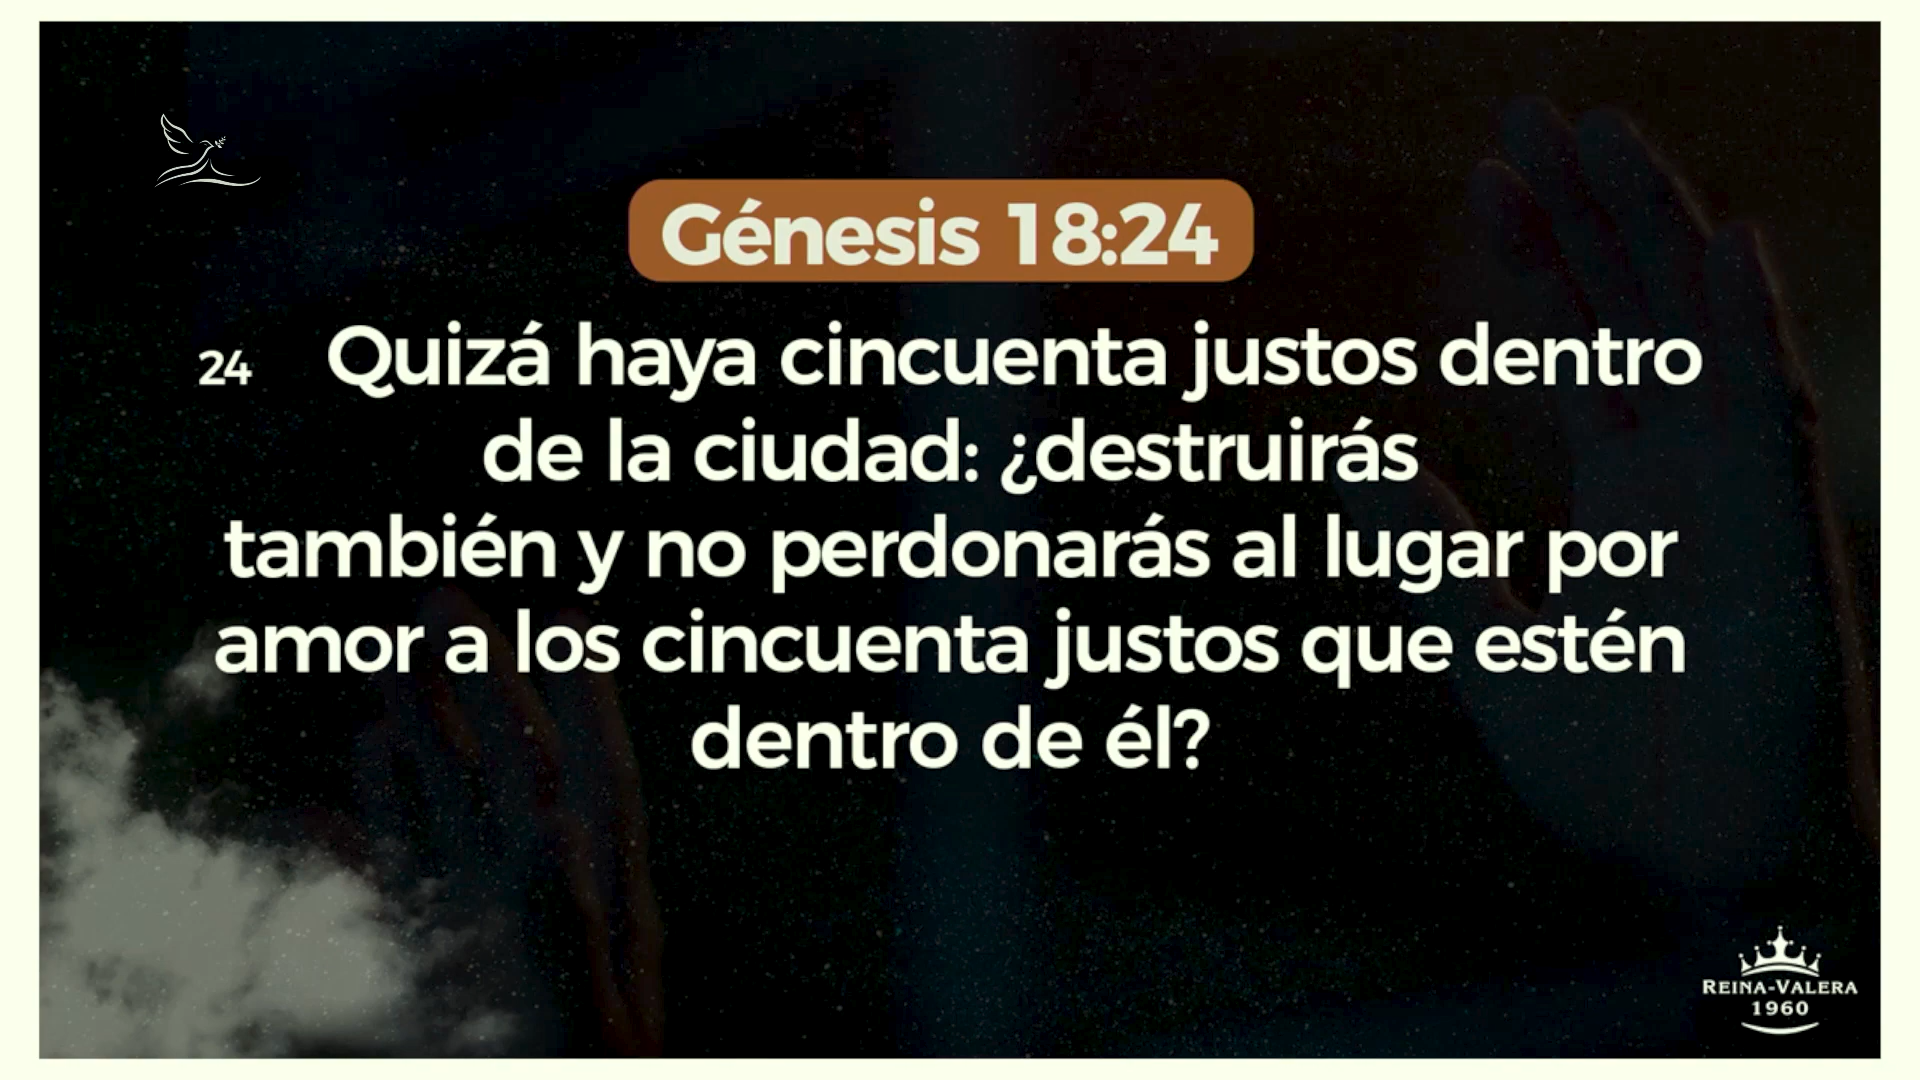 Génesis 18:24
24 Quizá haya cincuenta justos dentro
de la ciudad: ¿destruirás
también y no perdonarás al lugar por
amor a los cincuenta justos que estén
dentro de él?
REINA-VALERA
1960